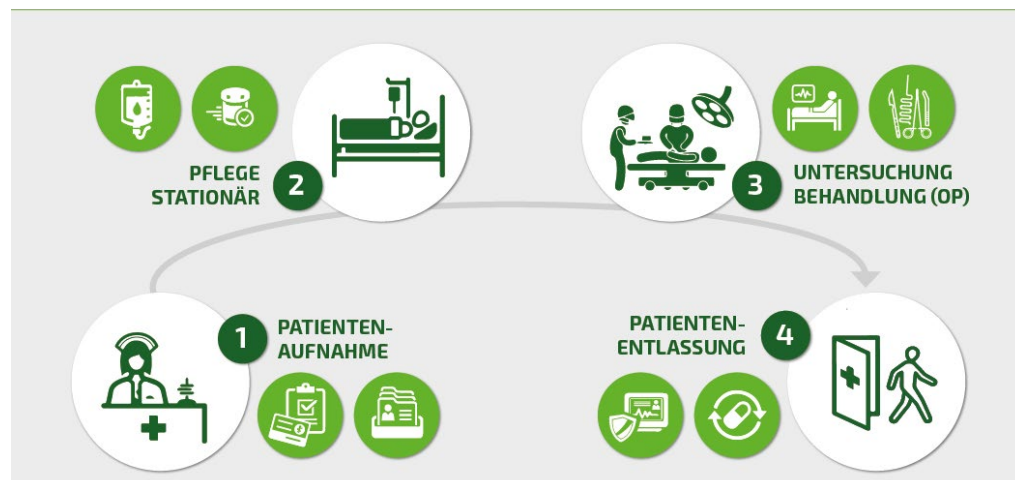 1
PATIENTEN-
AUFNAHME
2
PFLEGE
STATIONÄR
3
UNTERSUCHUNG
BEHANDLUNG (OP)
4
PATIENTEN-
ENTLASSUNG